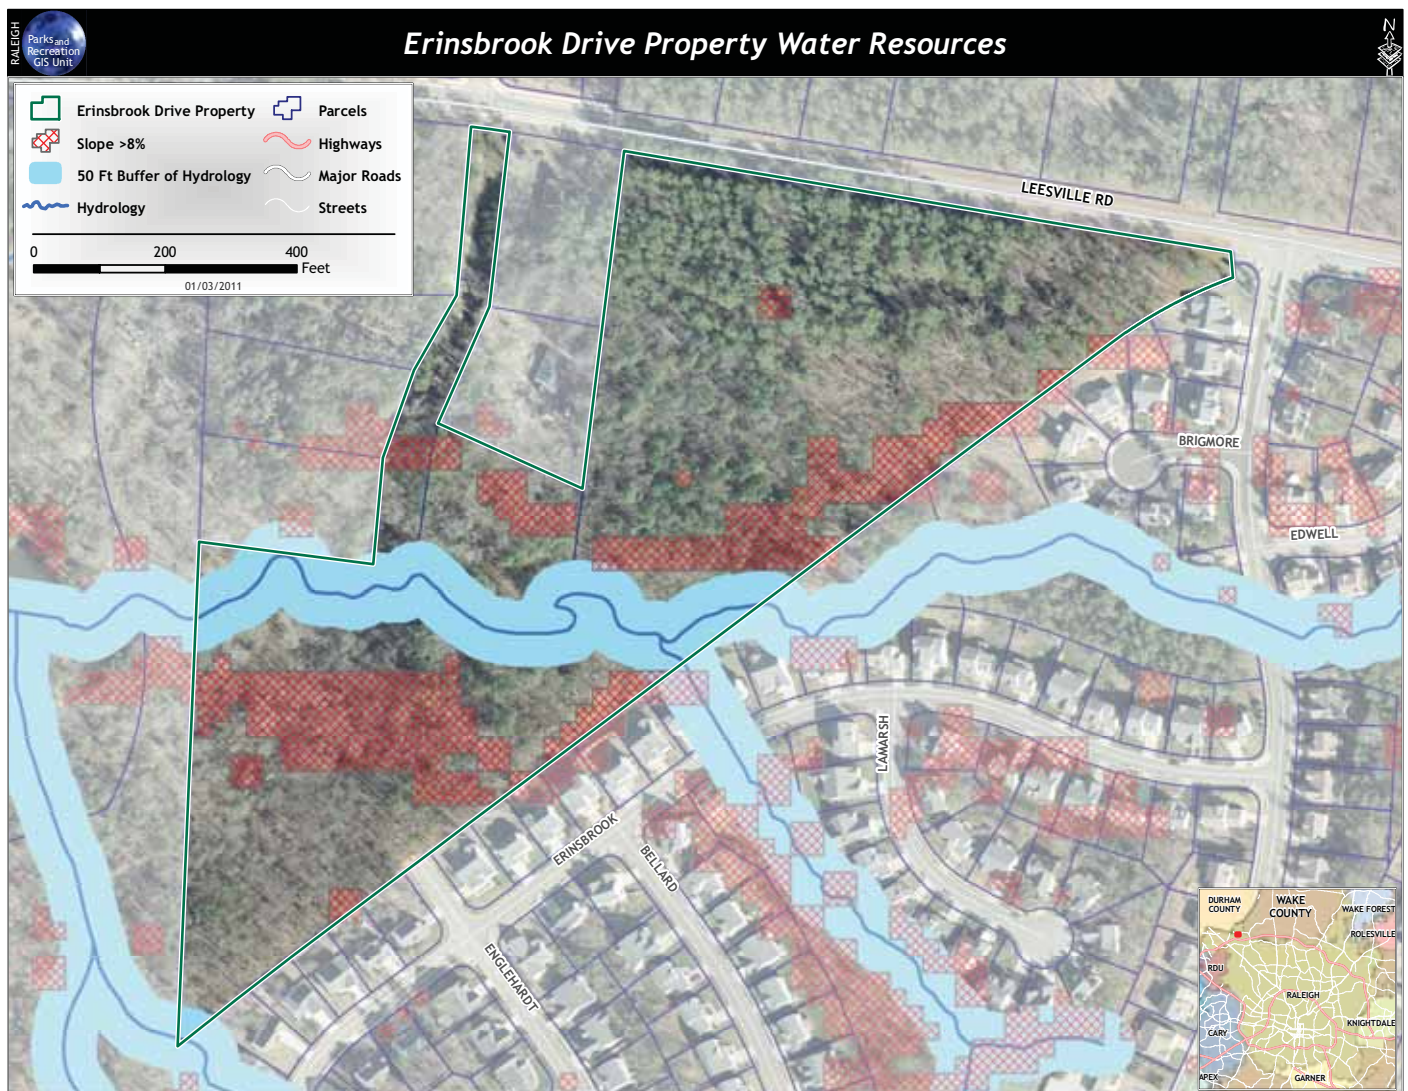 RALEIGH
Parks and
Recreation
GIS Unit
Erinsbrook Drive Property Water Resources
N
Erinsbrook Drive Property
Parcels
Slope >8%
Highways
50 Ft Buffer of Hydrology
Major Roads
Hydrology
Streets
0 200 400
Feet
01/03/2011
LEESVILLE RD
BRIGMORE
EDWELL
LAMARSH
ERINSBROOK
BELLARD
ENGLEHARDT
DURHAM
COUNTY
WAKE
COUNTY
WAKE FOREST
ROLESVILLE
RDU
RALEIGH
KNIGHTDALE
CARY
APEX
GARNER